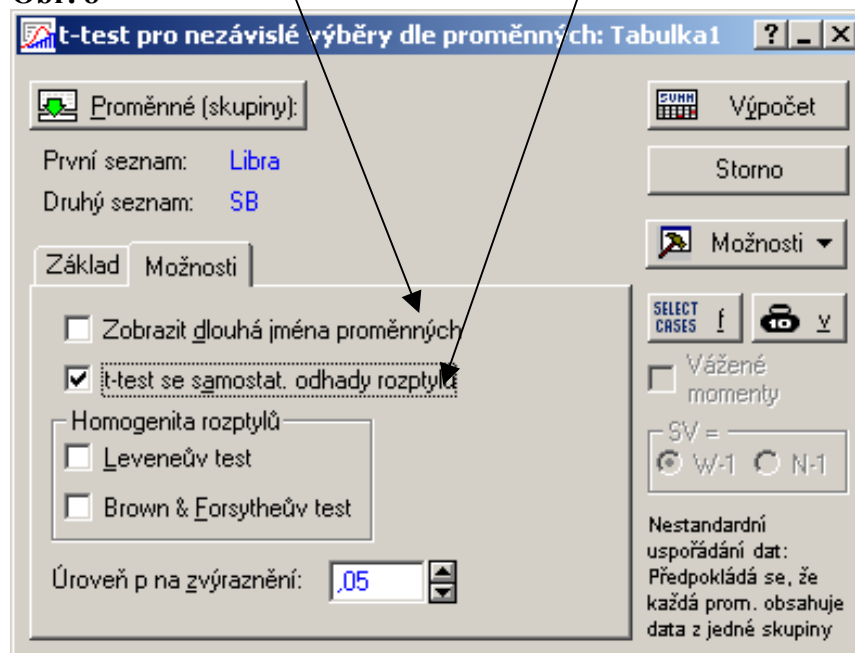 t-test pro nezávislé výběry dle proměnných: Tabulka1
Proměnné (skupiny):
První seznam: Libra
Druhý seznam: SB
Základ Možnosti
Zobrazit dlouhá jména proměnných
t-test se samostat. odhady rozptylů
Homogenita rozptylů
Leveneův test
Brown & Forsytheův test
Úroveň p na zvýraznění: ,05
SUMM Výpočet
Storno
Možnosti
SELECT CASES f v
Vážené
momenty
SV =
W-1 N-1
Nestandardní
uspořádání dat:
Předpokládá se, že
každá prom. obsahuje
data z jedné skupiny